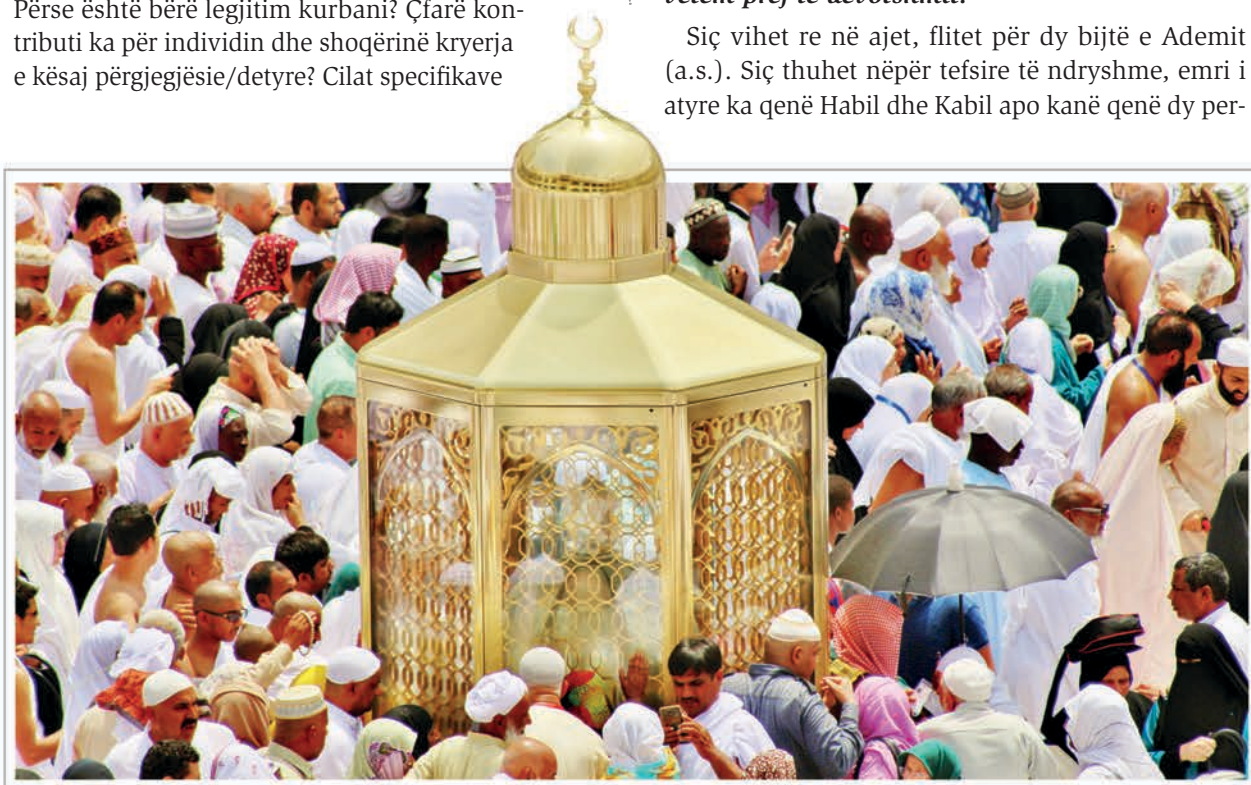 Përse është bërë legjitim kurbani? Çfarë kon-
tributi ka për individin dhe shoqërinë kryerja
e kësaj përgjegjësie/detyre? Cilat specifikave
Siç vihet re në ajet, flitet për dy bijtë e Ademit
(a.s.). Siç thuhet nëpër tefsire të ndryshme, emri i
atyre ka qenë Habil dhe Kabil apo kanë qenë dy per-